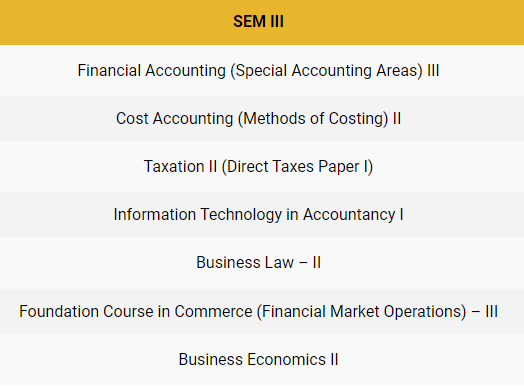 SEM III
Financial Accounting (Special Accounting Areas) III
Cost Accounting (Methods of Costing) II
Taxation II (Direct Taxes Paper I)
Information Technology in Accountancy I
Business Law – II
Foundation Course in Commerce (Financial Market Operations) – III
Business Economics II